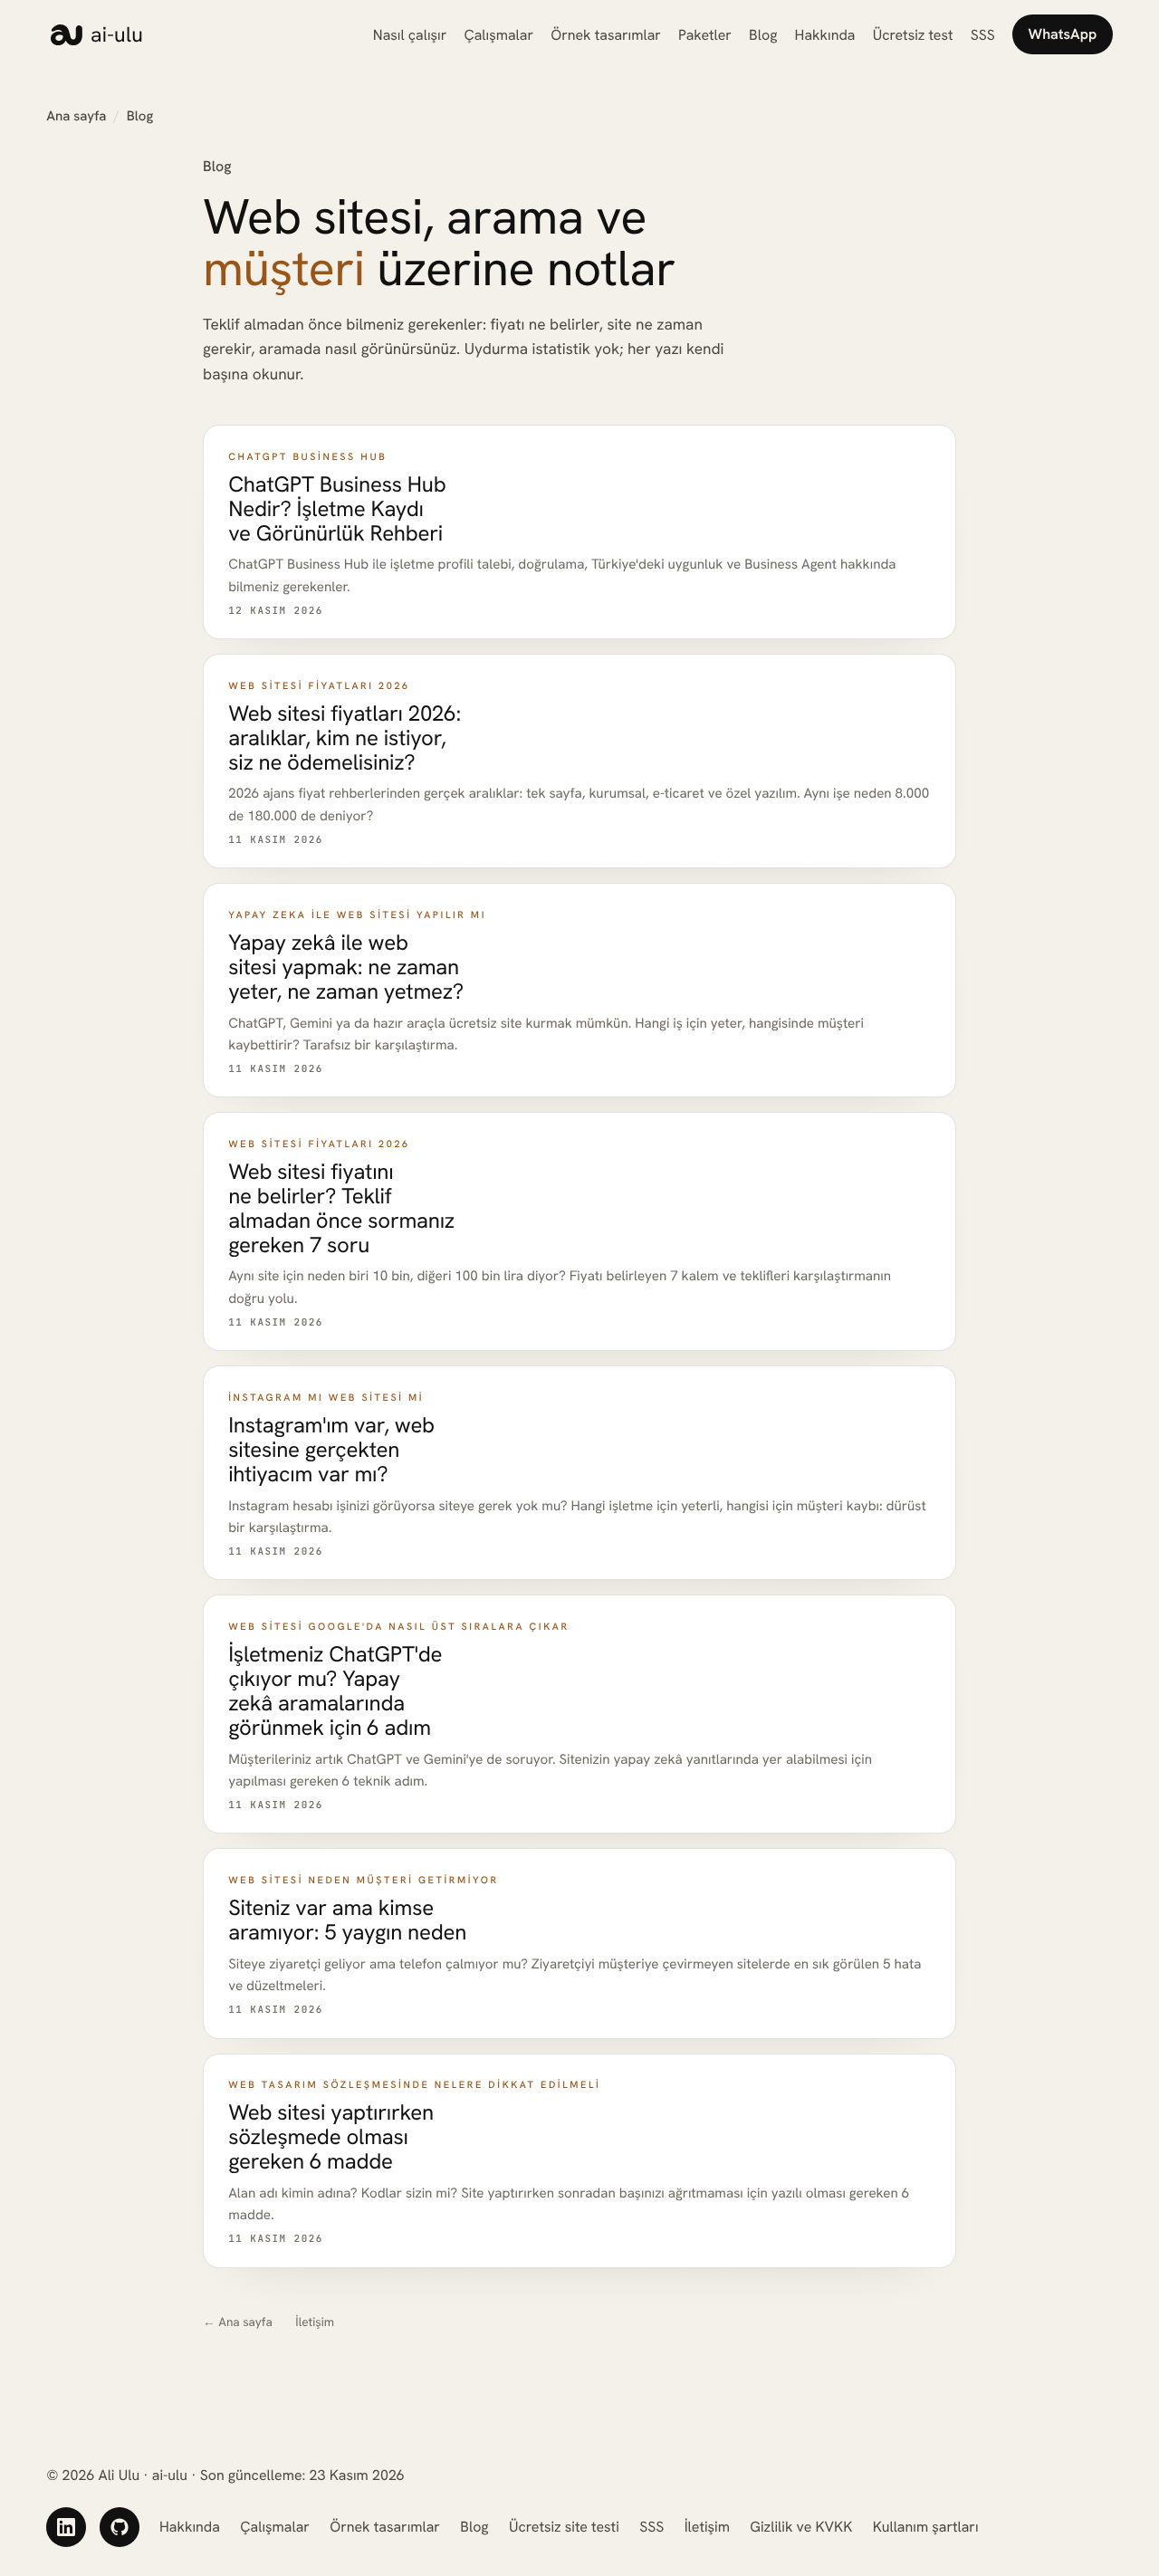 ai-ulu
Nasıl çalışır Çalışmalar Örnek tasarımlar Paketler Blog Hakkında Ücretsiz test SSS WhatsApp
Ana sayfa / Blog
Blog
Web sitesi, arama ve
müşteri üzerine notlar
Teklif almadan önce bilmeniz gerekenler: fiyatı ne belirler, site ne zaman
gerekir, aramada nasıl görünürsünüz. Uydurma istatistik yok; her yazı kendi
başına okunur.
CHATGPT BUSİNESS HUB
ChatGPT Business Hub
Nedir? İşletme Kaydı
ve Görünürlük Rehberi
ChatGPT Business Hub ile işletme profili talebi, doğrulama, Türkiye'deki uygunluk ve Business Agent hakkında
bilmeniz gerekenler.
12 KASIM 2026
WEB SİTESİ FİYATLARI 2026
Web sitesi fiyatları 2026:
aralıklar, kim ne istiyor,
siz ne ödemelisiniz?
2026 ajans fiyat rehberlerinden gerçek aralıklar: tek sayfa, kurumsal, e-ticaret ve özel yazılım. Aynı işe neden 8.000
de 180.000 de deniyor?
11 KASIM 2026
YAPAY ZEKA İLE WEB SİTESİ YAPILIR MI
Yapay zekâ ile web
sitesi yapmak: ne zaman
yeter, ne zaman yetmez?
ChatGPT, Gemini ya da hazır araçla ücretsiz site kurmak mümkün. Hangi iş için yeter, hangisinde müşteri
kaybettirir? Tarafsız bir karşılaştırma.
11 KASIM 2026
WEB SİTESİ FİYATLARI 2026
Web sitesi fiyatını
ne belirler? Teklif
almadan önce sormanız
gereken 7 soru
Aynı site için neden biri 10 bin, diğeri 100 bin lira diyor? Fiyatı belirleyen 7 kalem ve teklifleri karşılaştırmanın
doğru yolu.
11 KASIM 2026
İNSTAGRAM MI WEB SİTESİ Mİ
Instagram'ım var, web
sitesine gerçekten
ihtiyacım var mı?
Instagram hesabı işinizi görüyorsa siteye gerek yok mu? Hangi işletme için yeterli, hangisi için müşteri kaybı: dürüst
bir karşılaştırma.
11 KASIM 2026
WEB SİTESİ GOOGLE'DA NASIL ÜST SIRALARA ÇIKAR
İşletmeniz ChatGPT'de
çıkıyor mu? Yapay
zekâ aramalarında
görünmek için 6 adım
Müşterileriniz artık ChatGPT ve Gemini'ye de soruyor. Sitenizin yapay zekâ yanıtlarında yer alabilmesi için
yapılması gereken 6 teknik adım.
11 KASIM 2026
WEB SİTESİ NEDEN MÜŞTERİ GETİRMİYOR
Siteniz var ama kimse
aramıyor: 5 yaygın neden
Siteye ziyaretçi geliyor ama telefon çalmıyor mu? Ziyaretçiyi müşteriye çevirmeyen sitelerde en sık görülen 5 hata
ve düzeltmeleri.
11 KASIM 2026
WEB TASARIM SÖZLEŞMESİNDE NELERE DİKKAT EDİLMELİ
Web sitesi yaptırırken
sözleşmede olması
gereken 6 madde
Alan adı kimin adına? Kodlar sizin mi? Site yaptırırken sonradan başınızı ağrıtmaması için yazılı olması gereken 6
madde.
11 KASIM 2026
← Ana sayfa İletişim
© 2026 Ali Ulu · ai-ulu · Son güncelleme: 23 Kasım 2026
Hakkında Çalışmalar Örnek tasarımlar Blog Ücretsiz site testi SSS İletişim Gizlilik ve KVKK Kullanım şartları